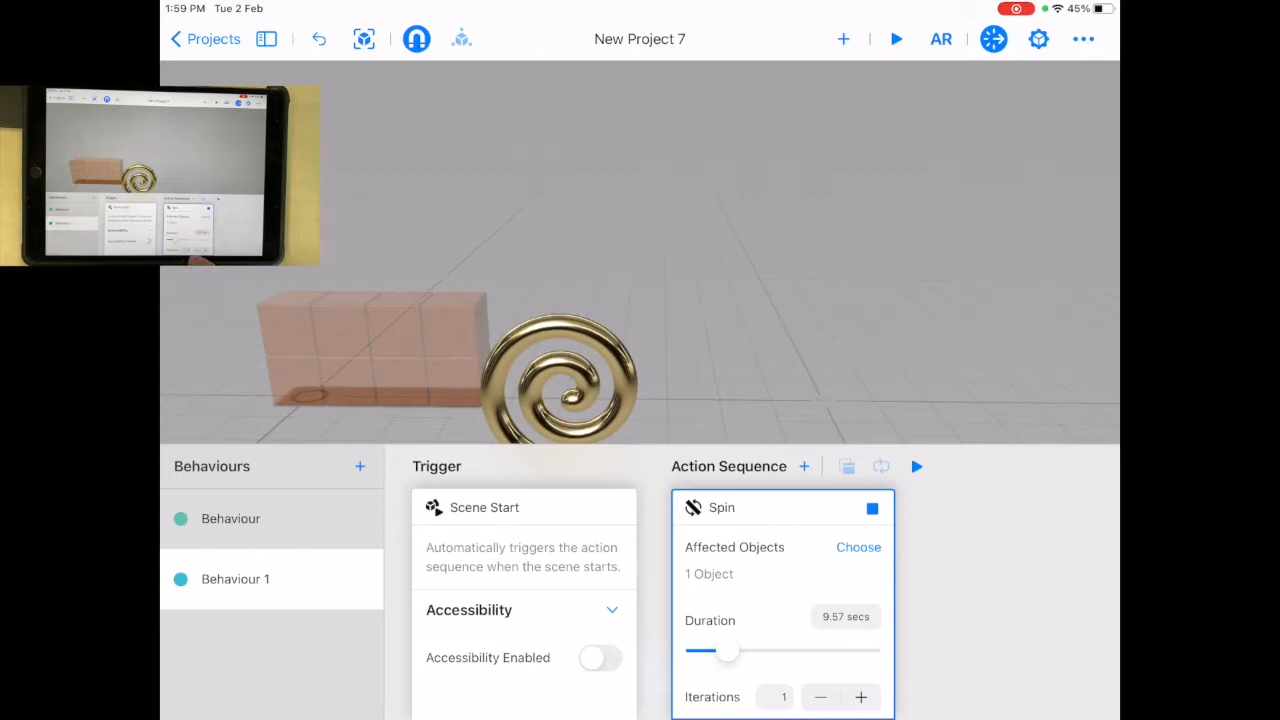 1:59 PM Tue 2 Feb
45%
Projects
New Project 7
AR
Behaviours
Trigger
Action Sequence
Behaviour
Behaviour 1
Scene Start
Automatically triggers the action
sequence when the scene starts.
Accessibility
Accessibility Enabled
Spin
Affected Objects
Choose
1 Object
Duration
9.57 secs
Iterations
1